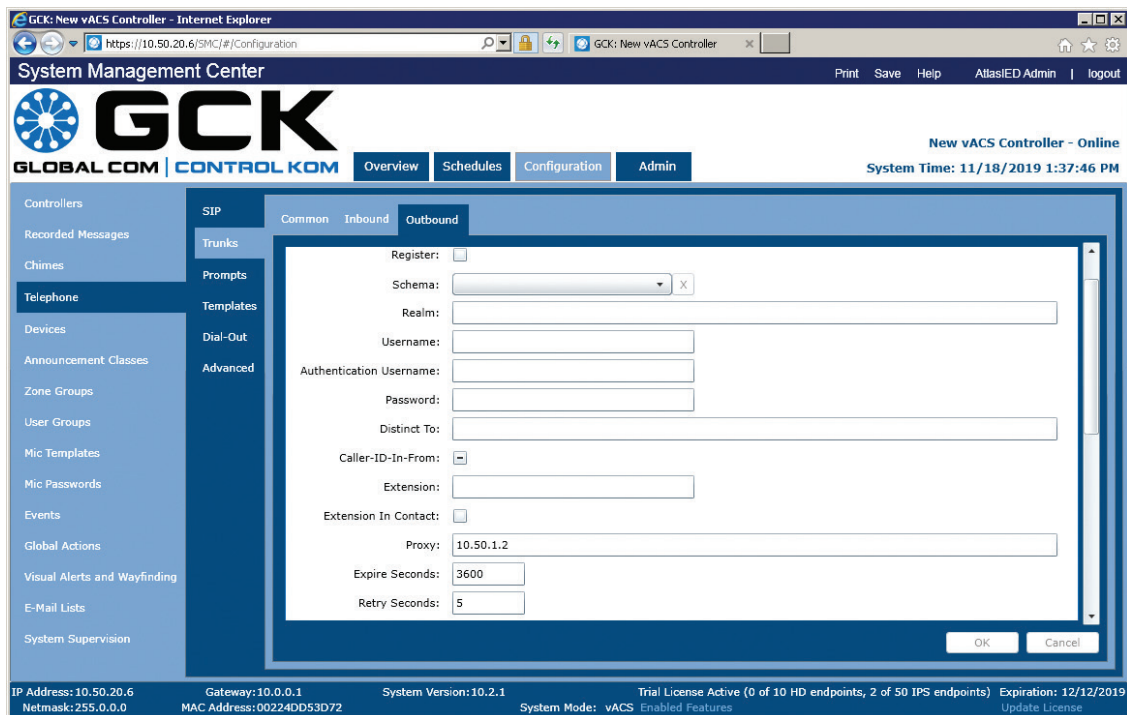 GCK: New vACS Controller - Internet Explorer
https://10.50.20.6/SMC/#/Configuration
GCK: New vACS Controller
System Management Center
Print Save Help AtlasIED Admin | logout
GCK
GLOBALCOM | CONTROLKOM
New vACS Controller - Online
Overview Schedules Configuration Admin
System Time: 11/18/2019 1:37:46 PM
Controllers
Recorded Messages
Chimes
Telephone
Devices
Announcement Classes
Zone Groups
User Groups
Mic Templates
Mic Passwords
Events
Global Actions
Visual Alerts and Wayfinding
E-Mail Lists
System Supervision
SIP
Trunks
Prompts
Templates
Dial-Out
Advanced
Common Inbound Outbound
Register:
Schema: X
Realm:
Username:
Authentication Username:
Password:
Distinct To:
Caller-ID-In-From:
Extension:
Extension In Contact:
Proxy: 10.50.1.2
Expire Seconds: 3600
Retry Seconds: 5
OK Cancel
IP Address:10.50.20.6 Gateway:10.0.0.1 System Version:10.2.1 Trial License Active (0 of 10 HD endpoints, 2 of 50 IPS endpoints) Expiration: 12/12/2019
Netmask:255.0.0.0 MAC Address:00224DD53D72 System Mode: vACS Enabled Features Update License